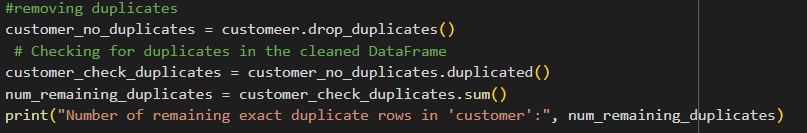 #removing duplicates
customer_no_duplicates = customeer.drop_duplicates()
# Checking for duplicates in the cleaned DataFrame
customer_check_duplicates = customer_no_duplicates.duplicated()
num_remaining_duplicates = customer_check_duplicates.sum()
print("Number of remaining exact duplicate rows in 'customer':", num_remaining_duplicates)